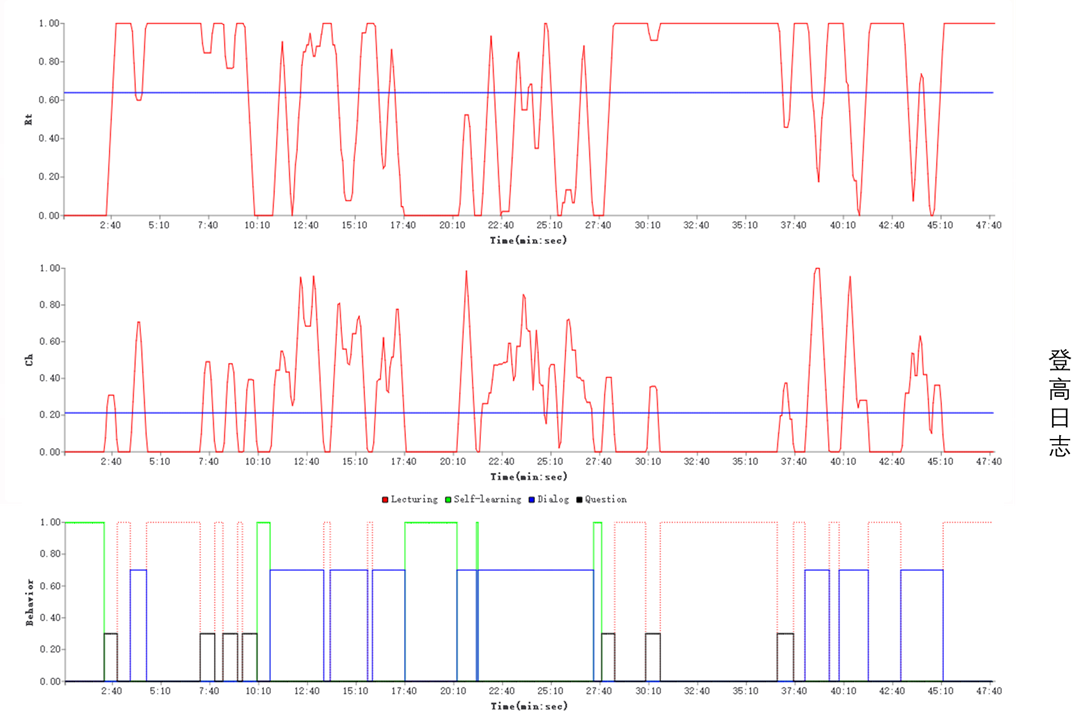 1.00
0.80
0.60
0.40
0.20
0.00
Rt
2:40 5:10 7:40 10:10 12:40 15:10 17:40 20:10 22:40 25:10 27:40 30:10 32:40 35:10 37:40 40:10 42:40 45:10 47:40
Time(min:sec)
1.00
0.80
0.60
0.40
0.20
0.00
Ch
2:40 5:10 7:40 10:10 12:40 15:10 17:40 20:10 22:40 25:10 27:40 30:10 32:40 35:10 37:40 40:10 42:40 45:10 47:40
Time(min:sec)
Lecturing Self-learning Dialog Question
1.00
0.80
0.60
0.40
0.20
0.00
Behavior
2:40 5:10 7:40 10:10 12:40 15:10 17:40 20:10 22:40 25:10 27:40 30:10 32:40 35:10 37:40 40:10 42:40 45:10 47:40
Time(min:sec)
登高日志